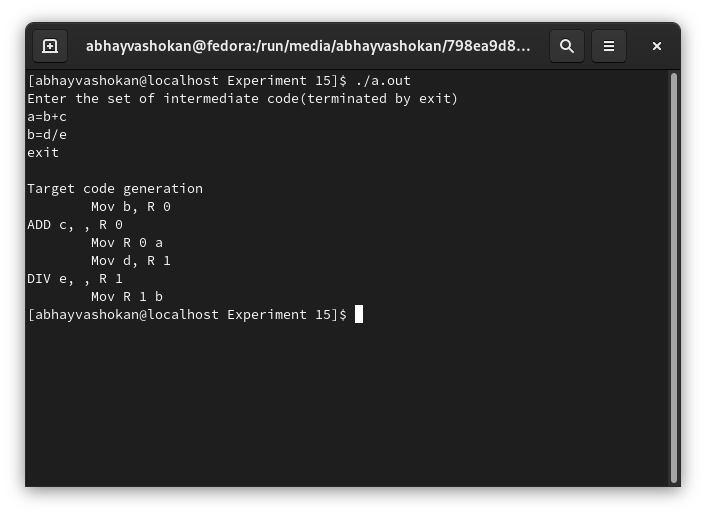 abhayvashokan@fedora:/run/media/abhayvashokan/798ea9d8...
[abhayvashokan@localhost Experiment 15]$ ./a.out
Enter the set of intermediate code(terminated by exit)
a=b+c
b=d/e
exit
Target code generation
Mov b, R 0
ADD c, , R 0
Mov R 0 a
Mov d, R 1
DIV e, , R 1
Mov R 1 b
[abhayvashokan@localhost Experiment 15]$